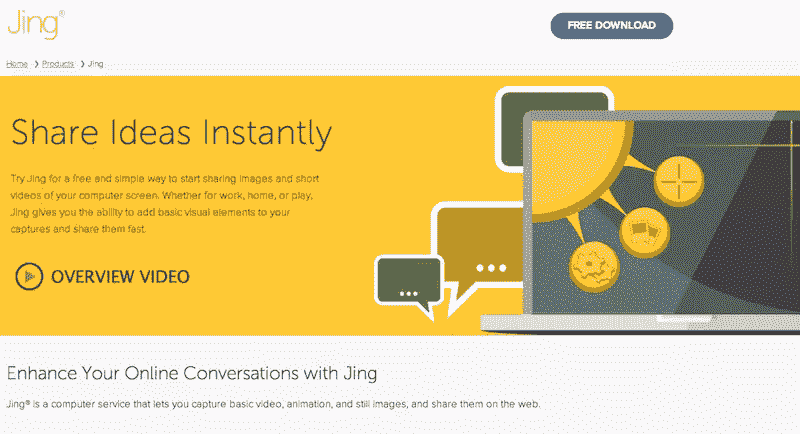 Jing®
FREE DOWNLOAD
Home ❯ Products ❯ Jing
Share Ideas Instantly
Try Jing for a free and simple way to start sharing images and short
videos of your computer screen. Whether for work, home, or play,
Jing gives you the ability to add basic visual elements to your
captures and share them fast.
OVERVIEW VIDEO
Enhance Your Online Conversations with Jing
Jing® is a computer service that lets you capture basic video, animation, and still images, and share them on the web.